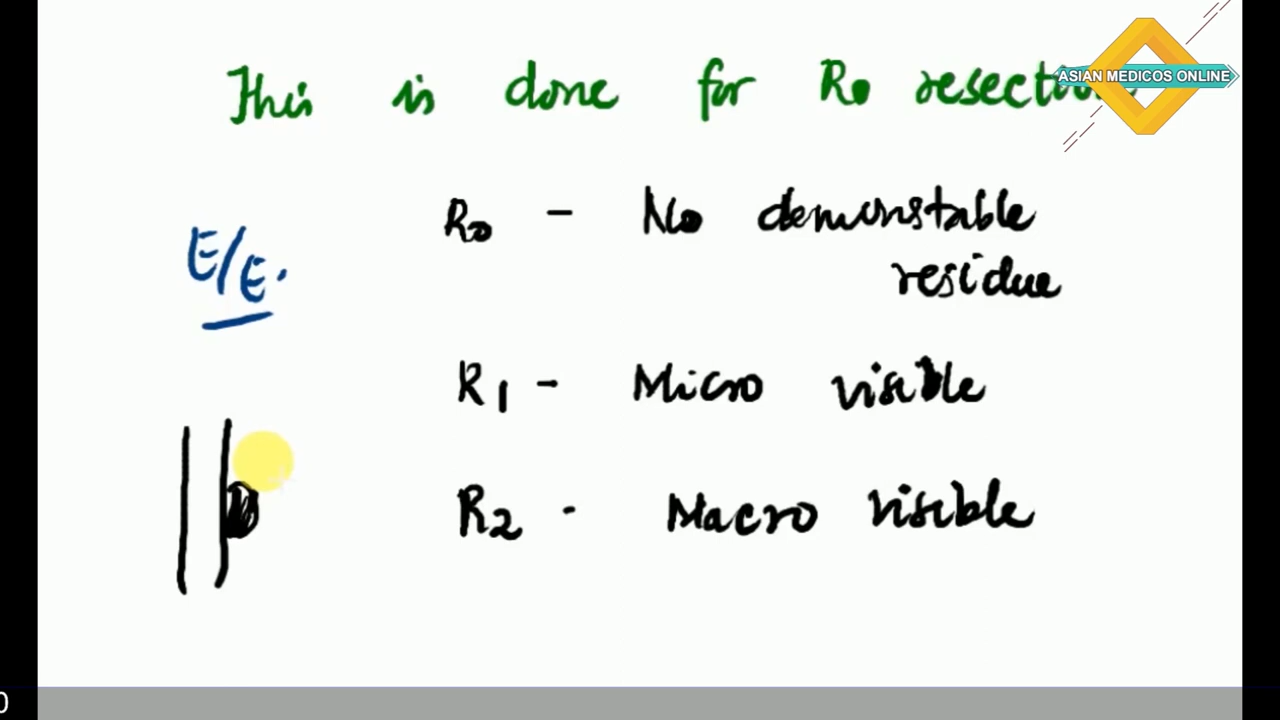 This is done for R0 resection
ASIAN MEDICOS ONLINE
R0 - No demonstable
residue
E/E.
R1 - Micro visible
R2 - Macro visible
0